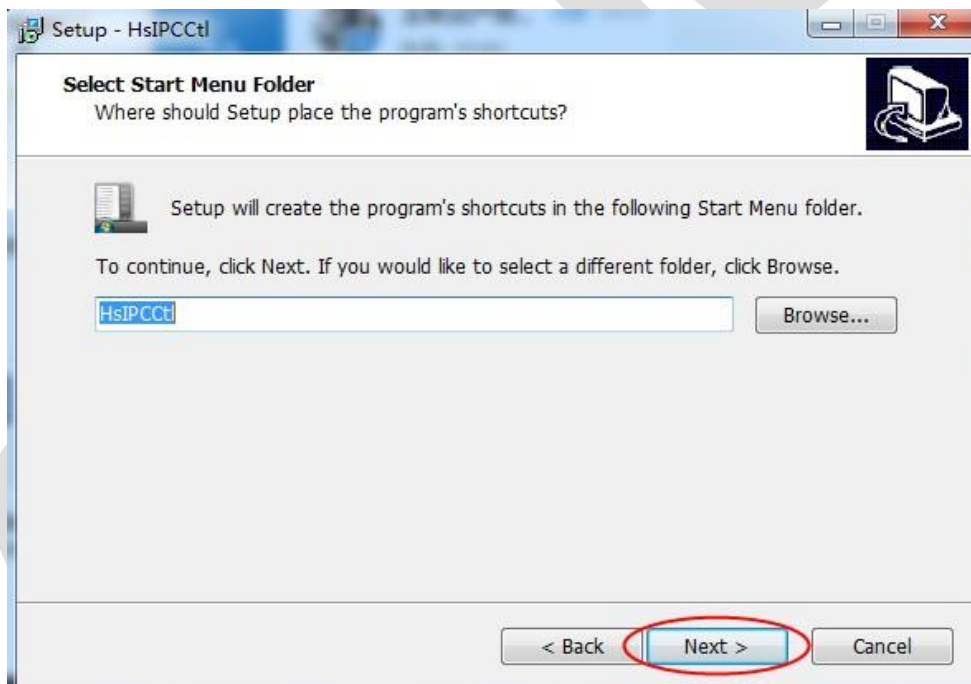 Setup - HsIPCCtl
Select Start Menu Folder
Where should Setup place the program's shortcuts?
Setup will create the program's shortcuts in the following Start Menu folder.
To continue, click Next. If you would like to select a different folder, click Browse.
HsIPCCtl
Browse...
< Back
Next >
Cancel